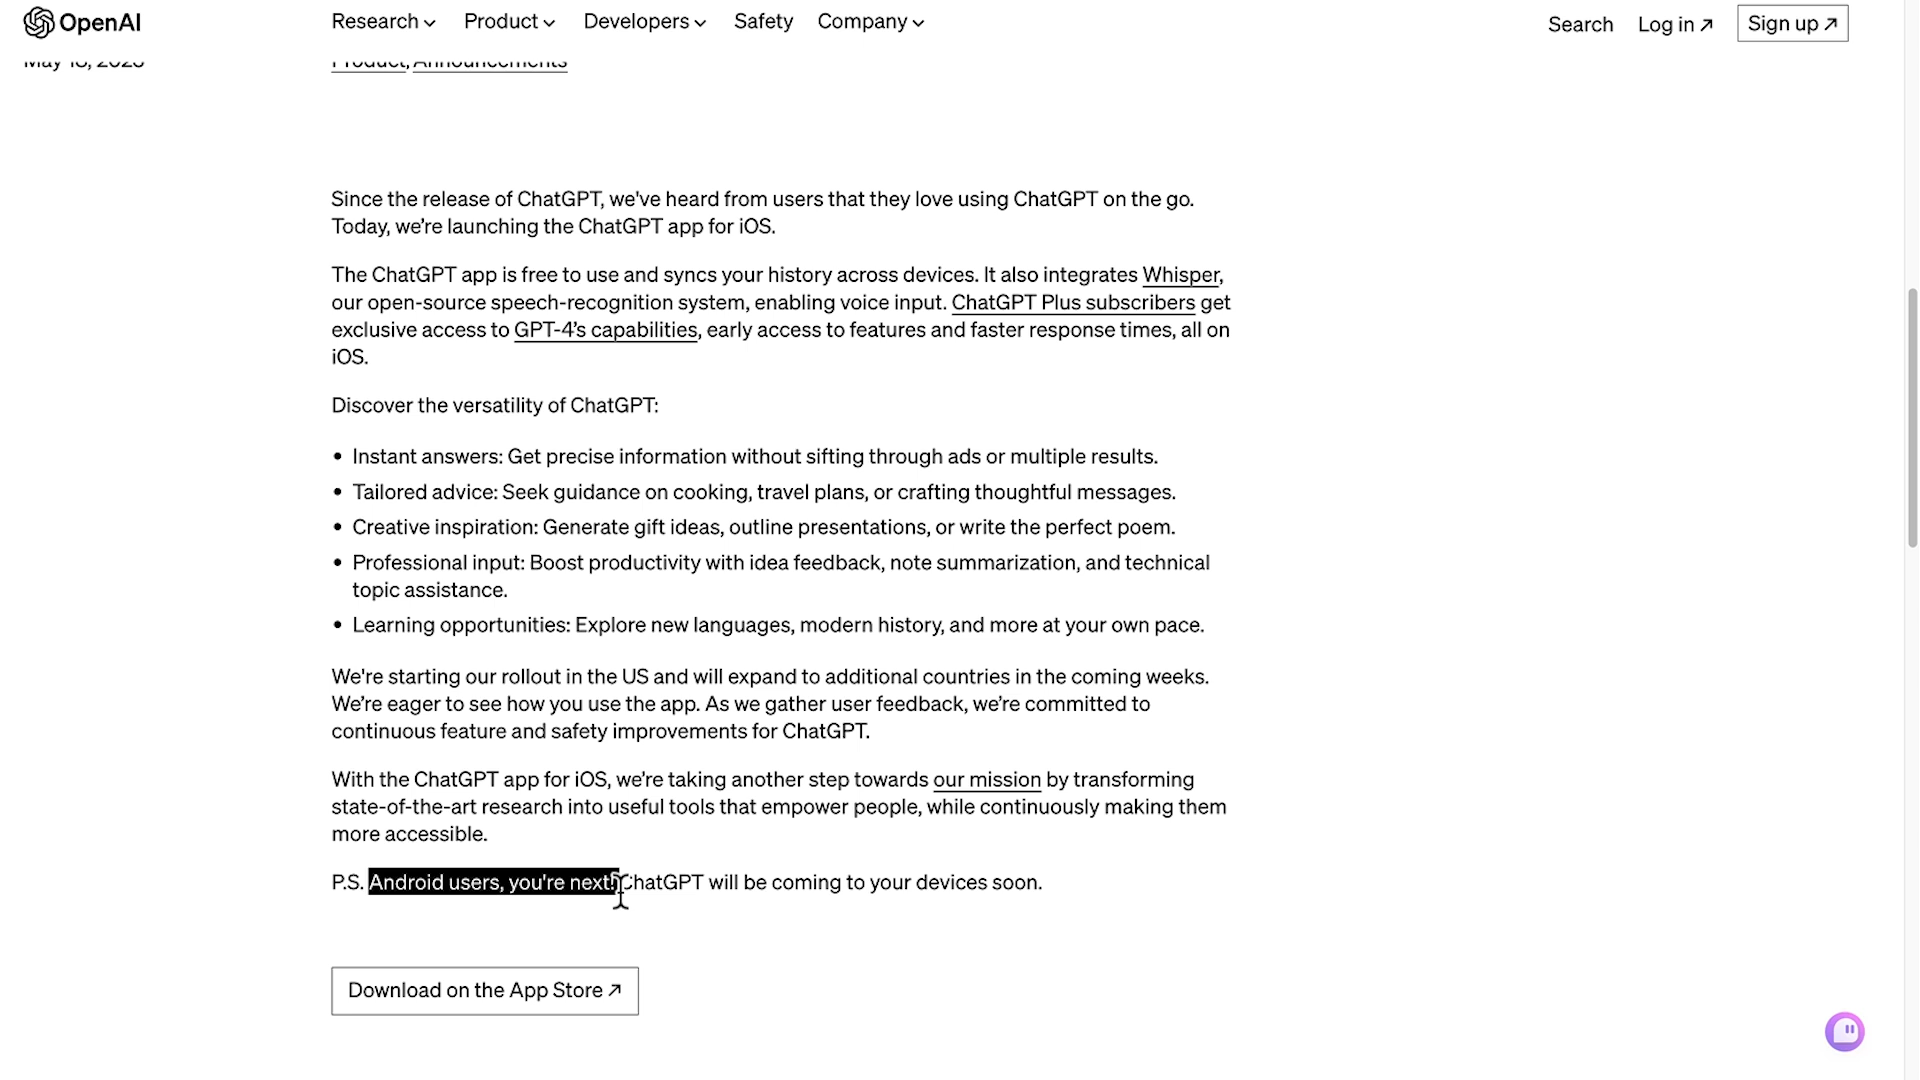 OpenAI
Research Product Developers Safety Company
Search Log in ↗ Sign up ↗
May 18, 2023
Product, Announcements
Since the release of ChatGPT, we've heard from users that they love using ChatGPT on the go.
Today, we’re launching the ChatGPT app for iOS.
The ChatGPT app is free to use and syncs your history across devices. It also integrates Whisper,
our open-source speech-recognition system, enabling voice input. ChatGPT Plus subscribers get
exclusive access to GPT-4’s capabilities, early access to features and faster response times, all on
iOS.
Discover the versatility of ChatGPT:
• Instant answers: Get precise information without sifting through ads or multiple results.
• Tailored advice: Seek guidance on cooking, travel plans, or crafting thoughtful messages.
• Creative inspiration: Generate gift ideas, outline presentations, or write the perfect poem.
• Professional input: Boost productivity with idea feedback, note summarization, and technical
topic assistance.
• Learning opportunities: Explore new languages, modern history, and more at your own pace.
We're starting our rollout in the US and will expand to additional countries in the coming weeks.
We’re eager to see how you use the app. As we gather user feedback, we’re committed to
continuous feature and safety improvements for ChatGPT.
With the ChatGPT app for iOS, we’re taking another step towards our mission by transforming
state-of-the-art research into useful tools that empower people, while continuously making them
more accessible.
P.S. Android users, you're next! ChatGPT will be coming to your devices soon.
Download on the App Store ↗